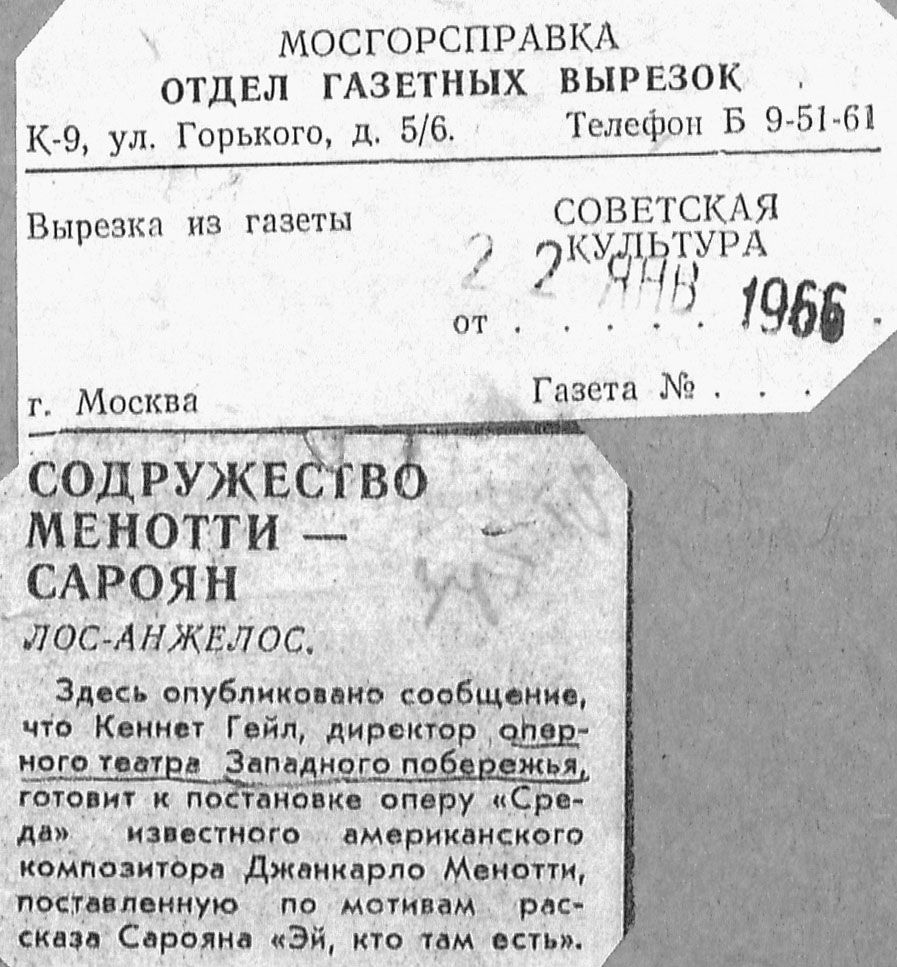 МОСГОРСПРАВКА
ОТДЕЛ ГАЗЕТНЫХ ВЫРЕЗОК
К-9, ул. Горького, д. 5/6. Телефон Б 9-51-61
Вырезка из газеты
СОВЕТСКАЯ
КУЛЬТУРА
2 2 ЯНВ 1966
от . . . . . .
г. Москва
Газета № . . .
СОДРУЖЕСТВО
МЕНОТТИ —
САРОЯН
ЛОС-АНЖЕЛОС.
Здесь опубликовано сообщение,
что Кеннет Гейл, директор опер-
ного театра Западного побережья,
готовит к постановке оперу «Сре-
да» известного американского
композитора Джанкарло Менотти,
поставленную по мотивам рас-
сказа Сарояна «Эй, кто там есть».